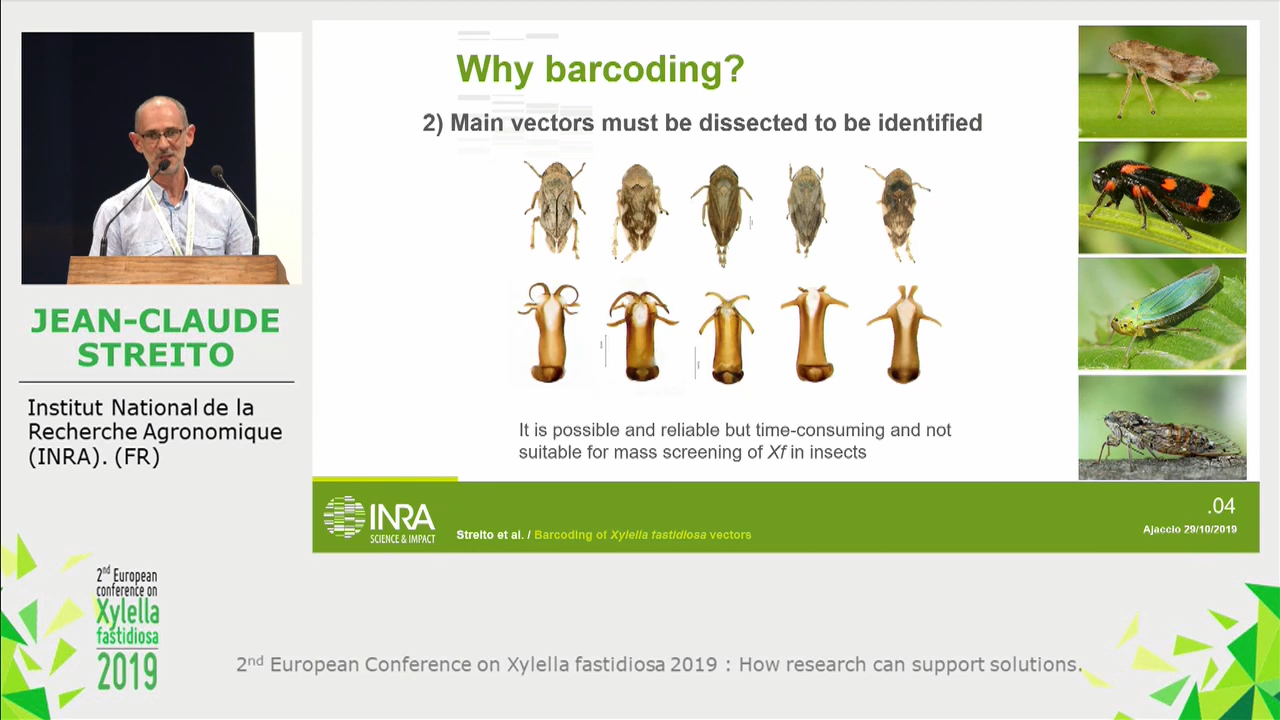 Why barcoding?
2) Main vectors must be dissected to be identified
It is possible and reliable but time-consuming and not
suitable for mass screening of Xf in insects
INRA
SCIENCE & IMPACT
Streito et al. / Barcoding of Xylella fastidiosa vectors
.04
Ajaccio 29/10/2019
JEAN-CLAUDE
STREITO
Institut National de la
Recherche Agronomique
(INRA). (FR)
2nd European
conference on
Xylella
fastidiosa
2019
2nd European Conference on Xylella fastidiosa 2019 : How research can support solutions.